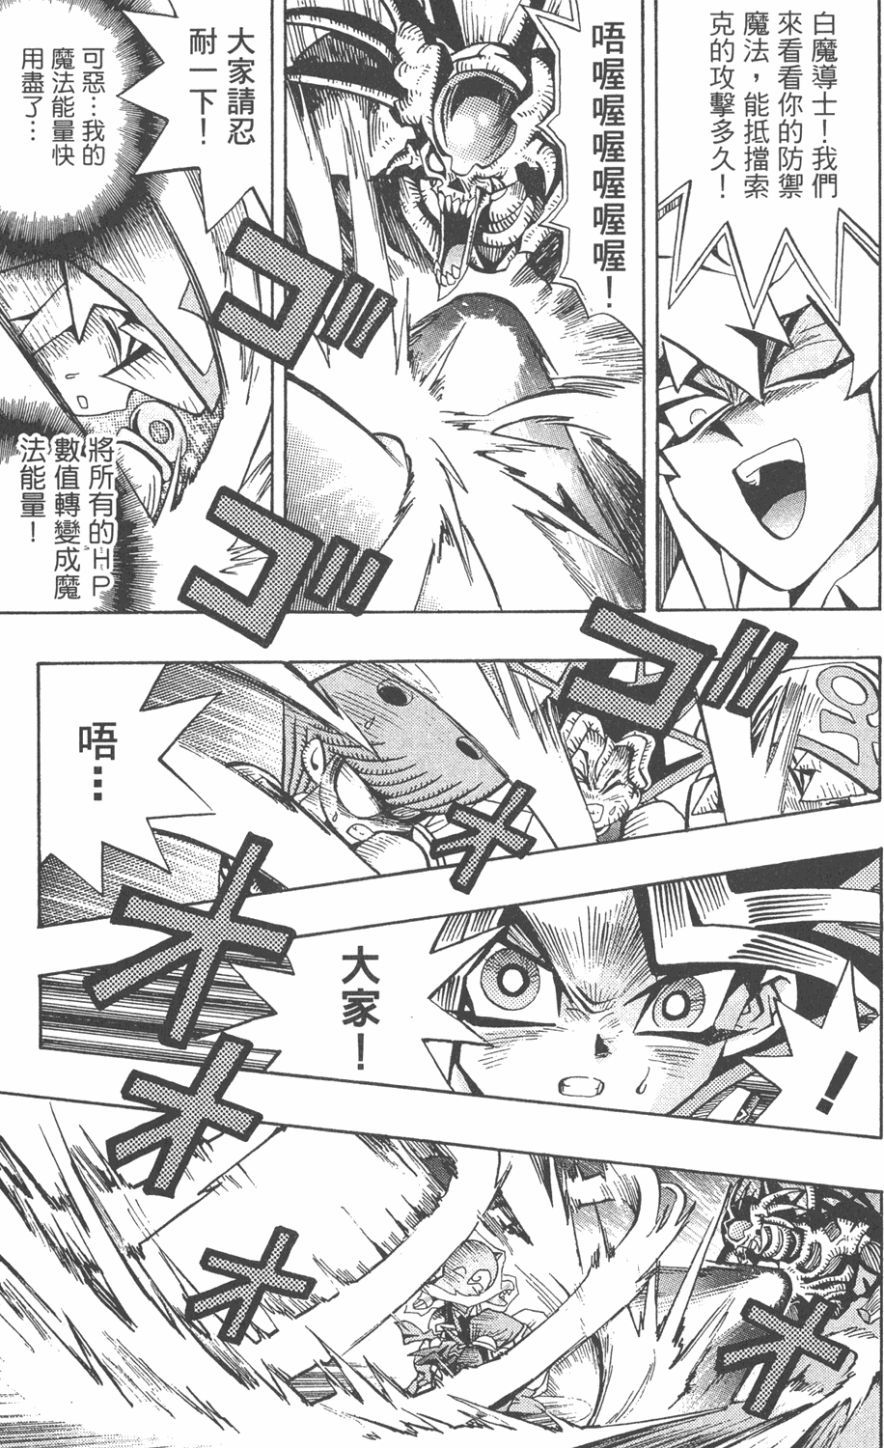 白魔導士！我們
來看看你的防禦
魔法，能抵擋索
克的攻擊多久！
唔喔喔喔喔喔喔！
大家請忍
耐一下！
可惡…我的
魔法能量快
用盡了…
將所有的ＨＰ
數值轉變成魔
法能量！
ゴゴゴ
唔…
！
大家！
オオオオオ